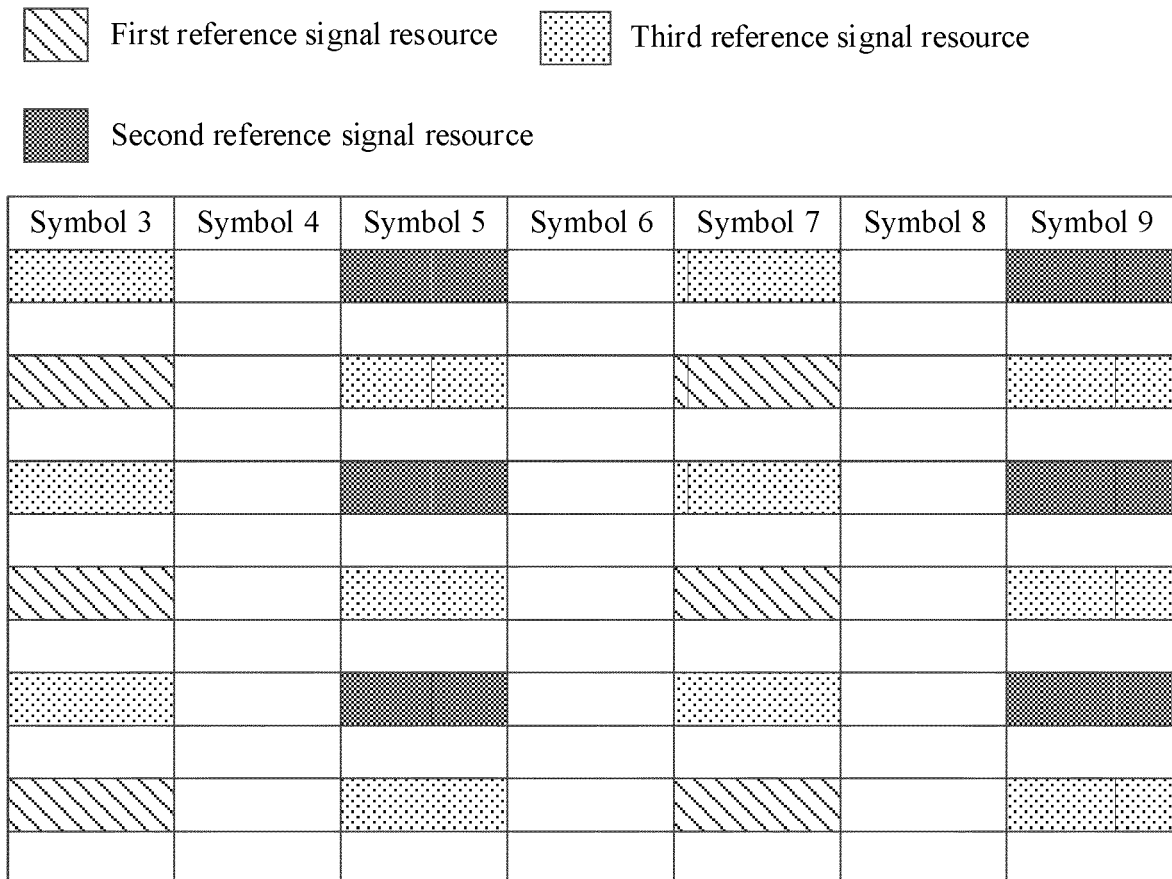 First reference signal resource
Third reference signal resource
Second reference signal resource
Symbol 3 Symbol 4 Symbol 5 Symbol 6 Symbol 7 Symbol 8 Symbol 9